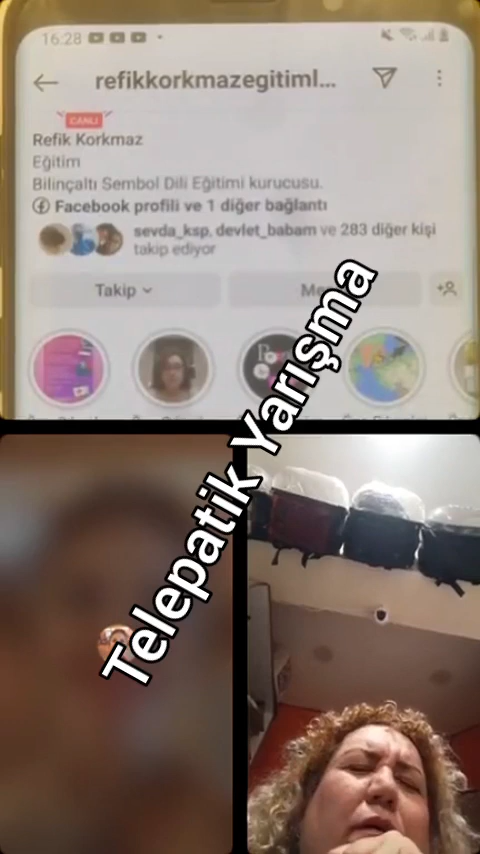 16:28
refikkorkmazegitiml...
CANLI
Refik Korkmaz
Eğitim
Bilinçaltı Sembol Dili Eğitimi kurucusu.
Facebook profili ve 1 diğer bağlantı
sevda_ksp, devlet_babam ve 283 diğer kişi
takip ediyor
Takip
Telepatik Yarışma